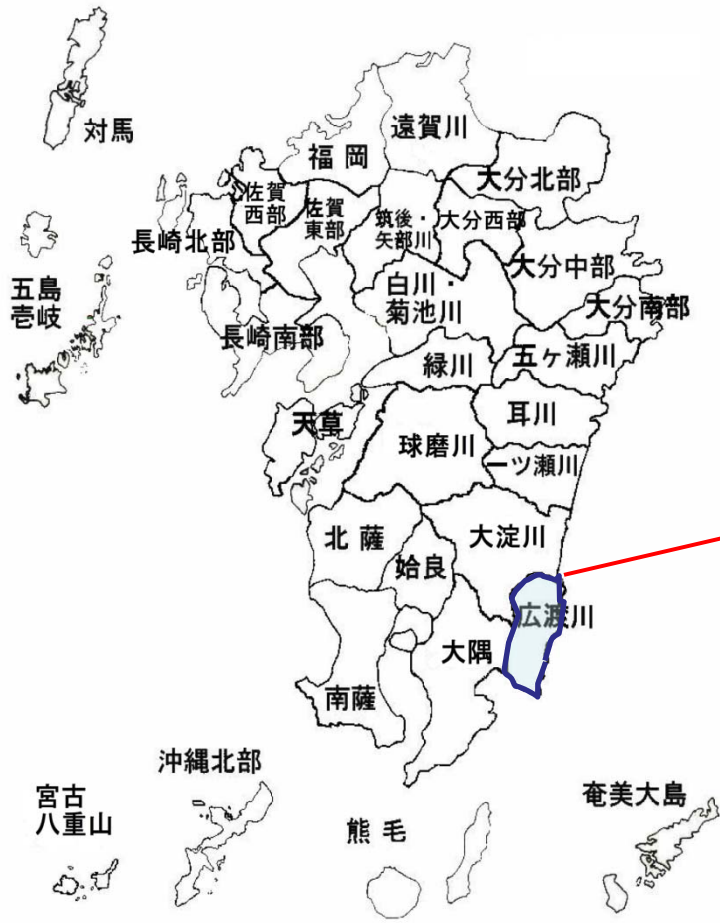 対馬
遠賀川
福岡
大分北部
佐賀
西部
佐賀
東部
筑後・
矢部川
大分西部
長崎北部
大分中部
五島
壱岐
白川・
菊池川
大分南部
長崎南部
緑川
五ヶ瀬川
天草
耳川
球磨川
一ツ瀬川
北薩
大淀川
姶良
広渡川
大隅
南薩
沖縄北部
宮古
八重山
熊毛
奄美大島